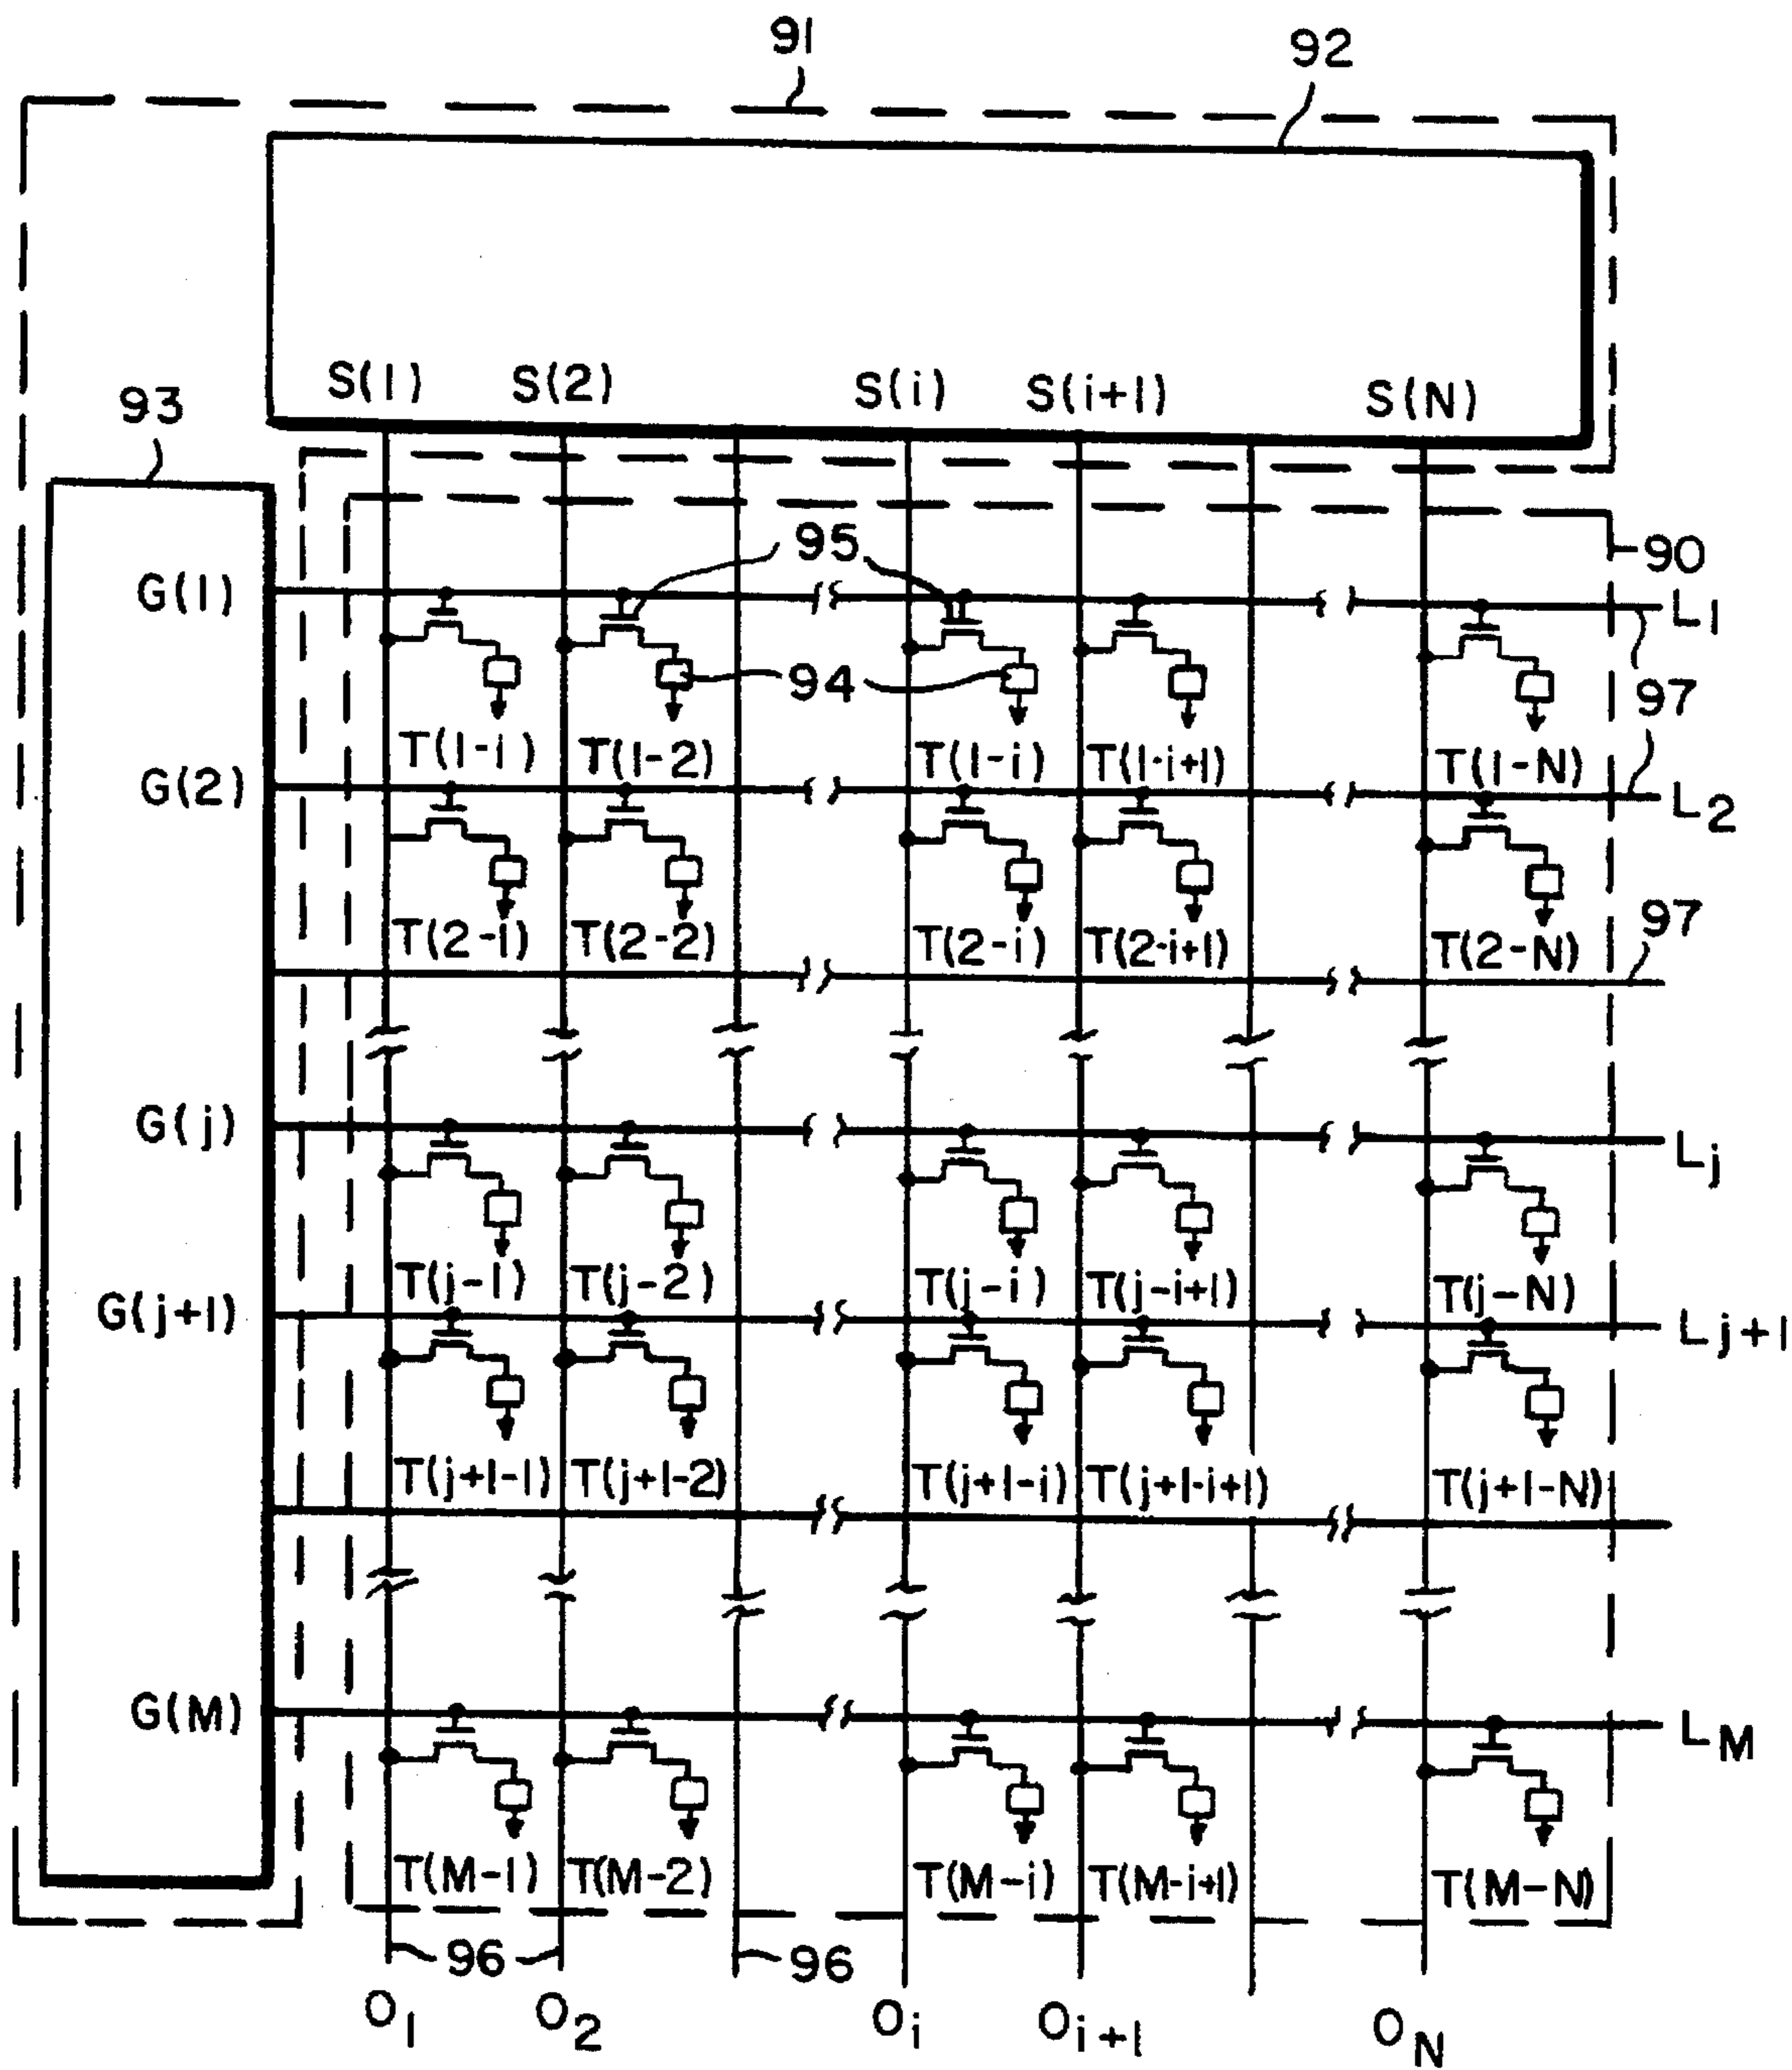 91
92
S(1) S(2) S(i) S(i+1) S(N)
93
95
90
G(1) L1
94
97
T(1-i) T(1-2) T(1-i) T(1-i+1) T(1-N)
G(2) L2
97
T(2-1) T(2-2) T(2-i) T(2-i+1) T(2-N)
G(j) Lj
T(j-1) T(j-2) T(j-i) T(j-i+1) T(j-N)
G(j+1) Lj+1
T(j+1-1) T(j+1-2) T(j+1-i) T(j+1-i+1) T(j+1-N)
G(M) LM
T(M-1) T(M-2) T(M-i) T(M-i+1) T(M-N)
96 96
O1 O2 Oi Oi+1 ON